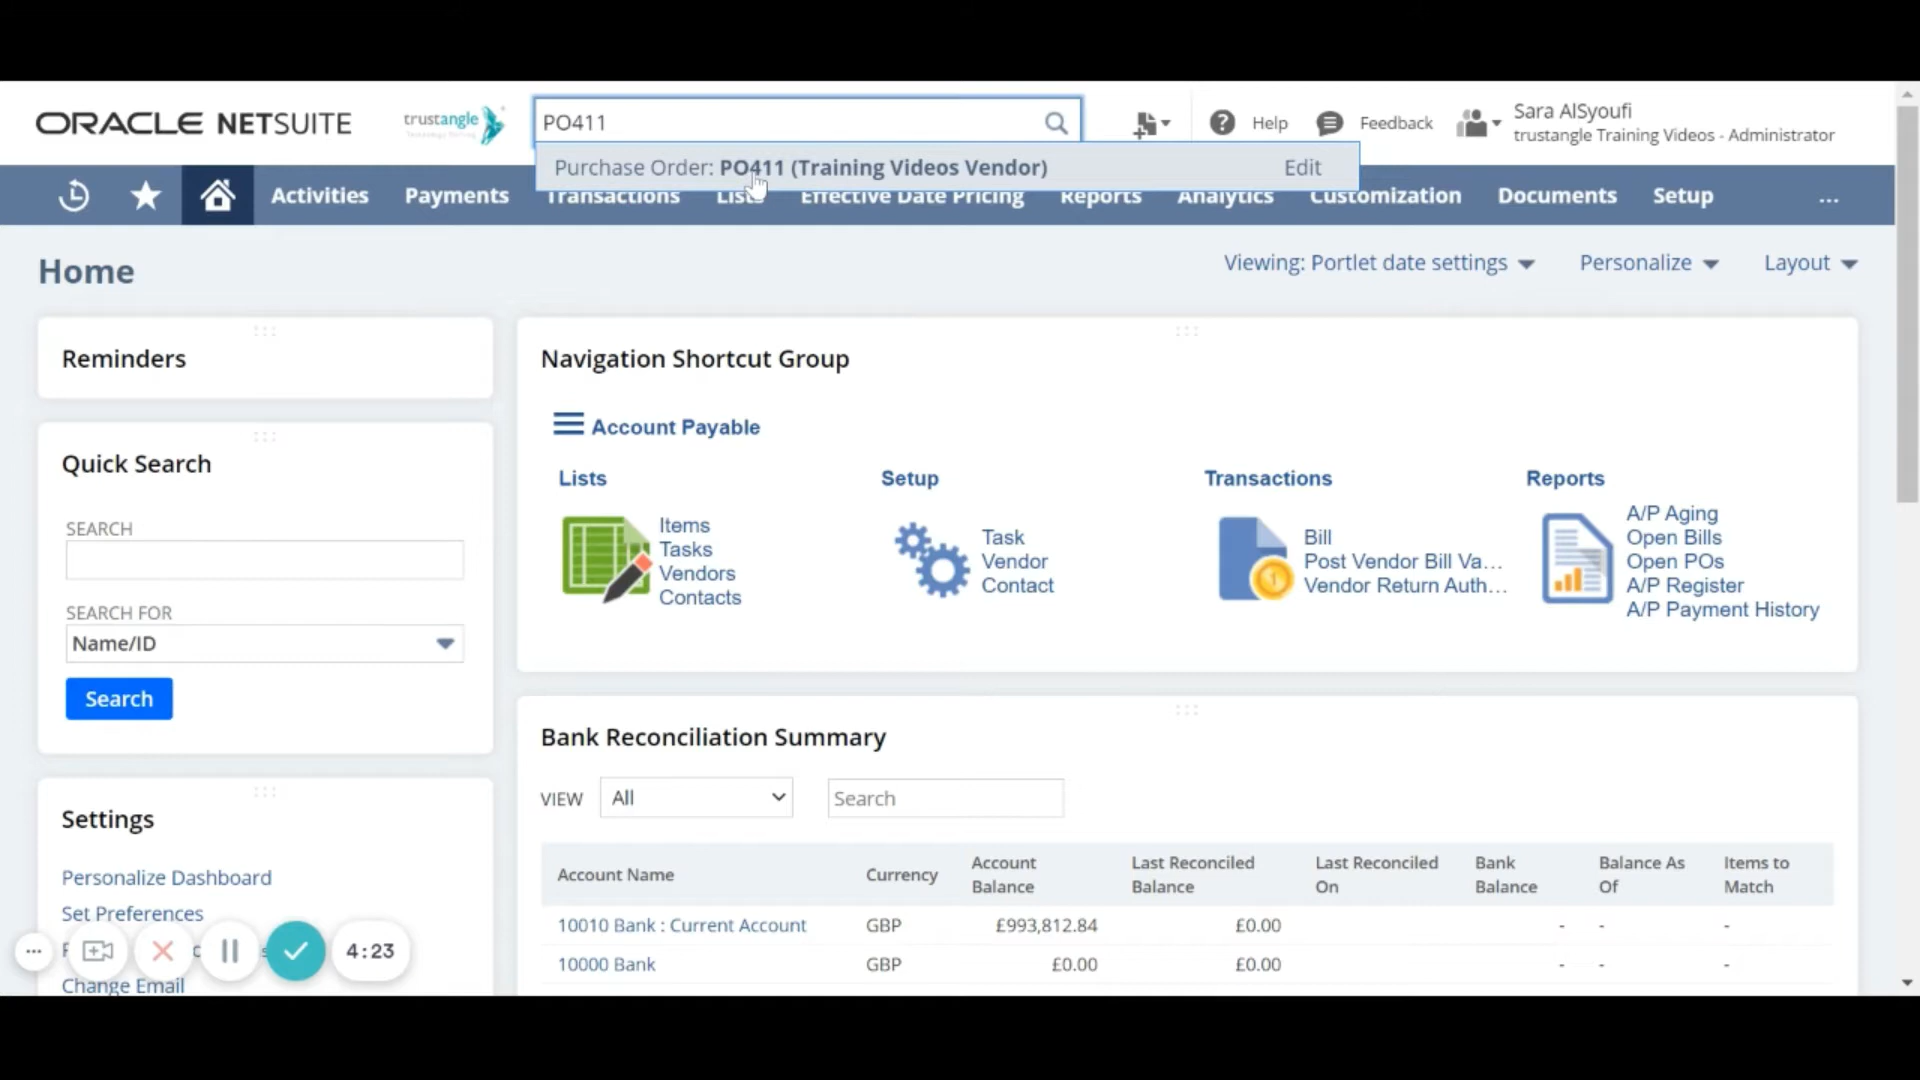 ORACLE NETSUITE
trustangle
PO411
Help
Feedback
Sara AlSyoufi
trustangle Training Videos - Administrator
Purchase Order: PO411 (Training Videos Vendor)
Edit
Activities
Payments
Transactions
Lists
Effective Date Pricing
Reports
Analytics
Customization
Documents
Setup
...
Home
Viewing: Portlet date settings
Personalize
Layout
Reminders
Quick Search
SEARCH
SEARCH FOR
Name/ID
Search
Settings
Personalize Dashboard
Set Preferences
Change Email
4:23
Navigation Shortcut Group
Account Payable
Lists
Items
Tasks
Vendors
Contacts
Setup
Task
Vendor
Contact
Transactions
Bill
Post Vendor Bill Va...
Vendor Return Auth...
Reports
A/P Aging
Open Bills
Open POs
A/P Register
A/P Payment History
Bank Reconciliation Summary
VIEW All Search
Account Name Currency Account Balance Last Reconciled Balance Last Reconciled On Bank Balance Balance As Of Items to Match
10010 Bank : Current Account GBP £993,812.84 £0.00 - - -
10000 Bank GBP £0.00 £0.00 - - -